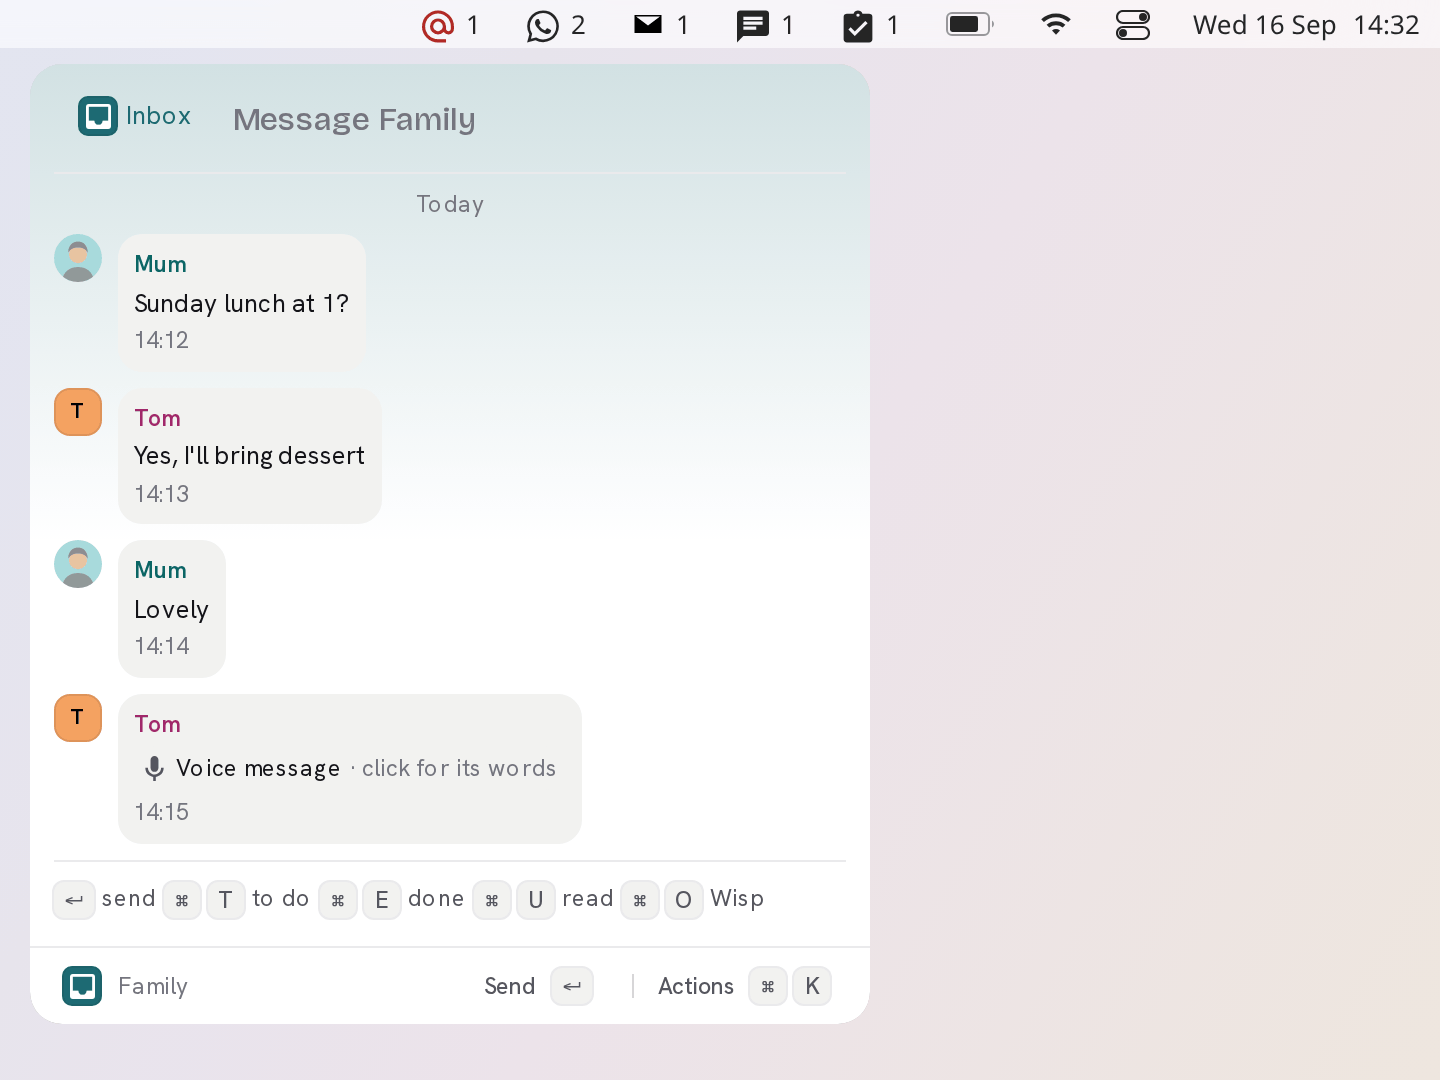 1 2 1 1 1 Wed 16 Sep 14:32
Inbox Message Family
Today
Mum
Sunday lunch at 1?
14:12
T Tom
Yes, I'll bring dessert
14:13
Mum
Lovely
14:14
T Tom
Voice message · click for its words
14:15
↵ send ⌘ T to do ⌘ E done ⌘ U read ⌘ O Wisp
Family Send ↵ Actions ⌘ K